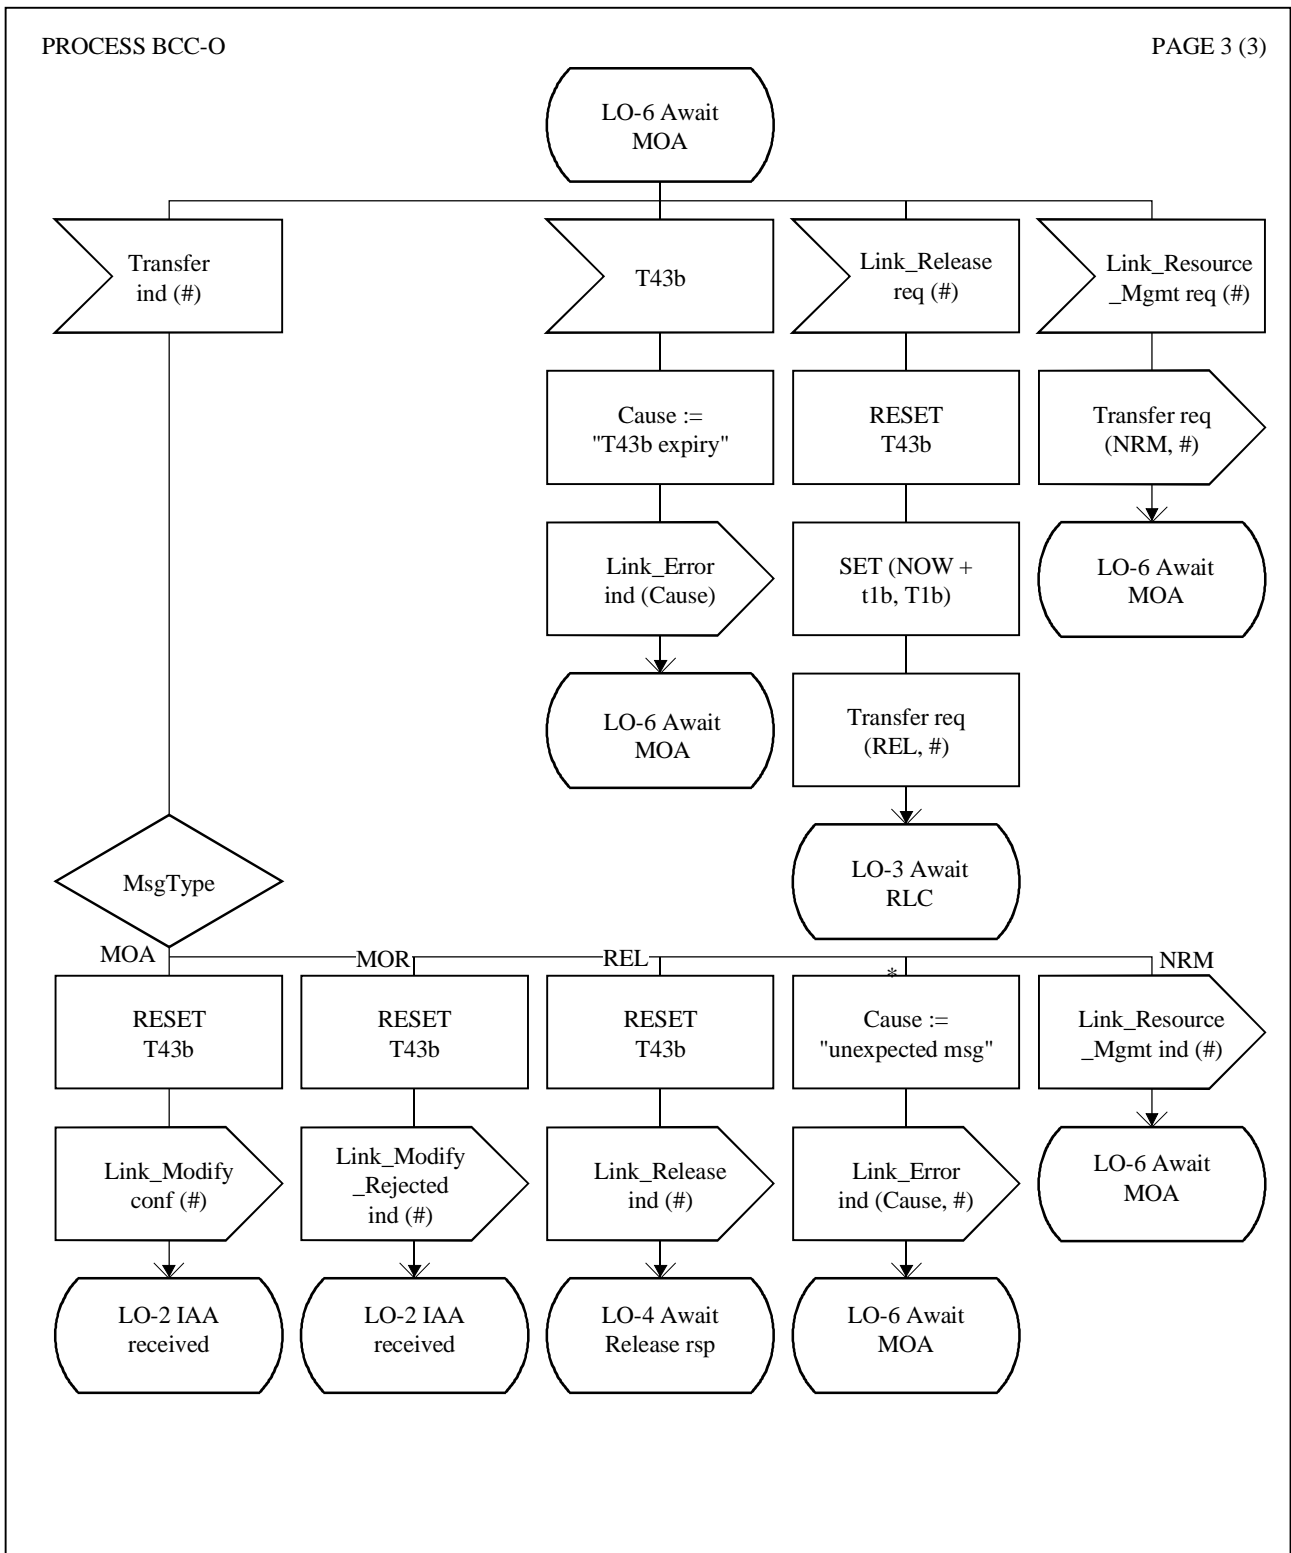 PROCESS BCC-O
PAGE 3 (3)
LO-6 Await
MOA
Transfer
ind (#)
T43b
Link_Release
req (#)
Link_Resource
_Mgmt req (#)
Cause :=
"T43b expiry"
RESET
T43b
Transfer req
(NRM, #)
Link_Error
ind (Cause)
SET (NOW +
t1b, T1b)
LO-6 Await
MOA
LO-6 Await
MOA
Transfer req
(REL, #)
MsgType
LO-3 Await
RLC
MOA
MOR
REL
*
NRM
RESET
T43b
RESET
T43b
RESET
T43b
Cause :=
"unexpected msg"
Link_Resource
_Mgmt ind (#)
Link_Modify
conf (#)
Link_Modify
_Rejected
ind (#)
Link_Release
ind (#)
Link_Error
ind (Cause, #)
LO-6 Await
MOA
LO-2 IAA
received
LO-2 IAA
received
LO-4 Await
Release rsp
LO-6 Await
MOA